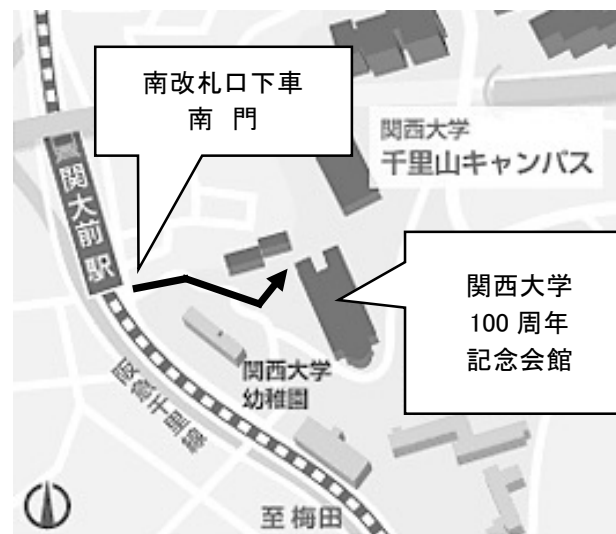 南改札口下車
南 門
関西大学
千里山キャンパス
関大前駅
関西大学
100 周年
記念会館
関西大学
幼稚園
阪急千里線
至梅田